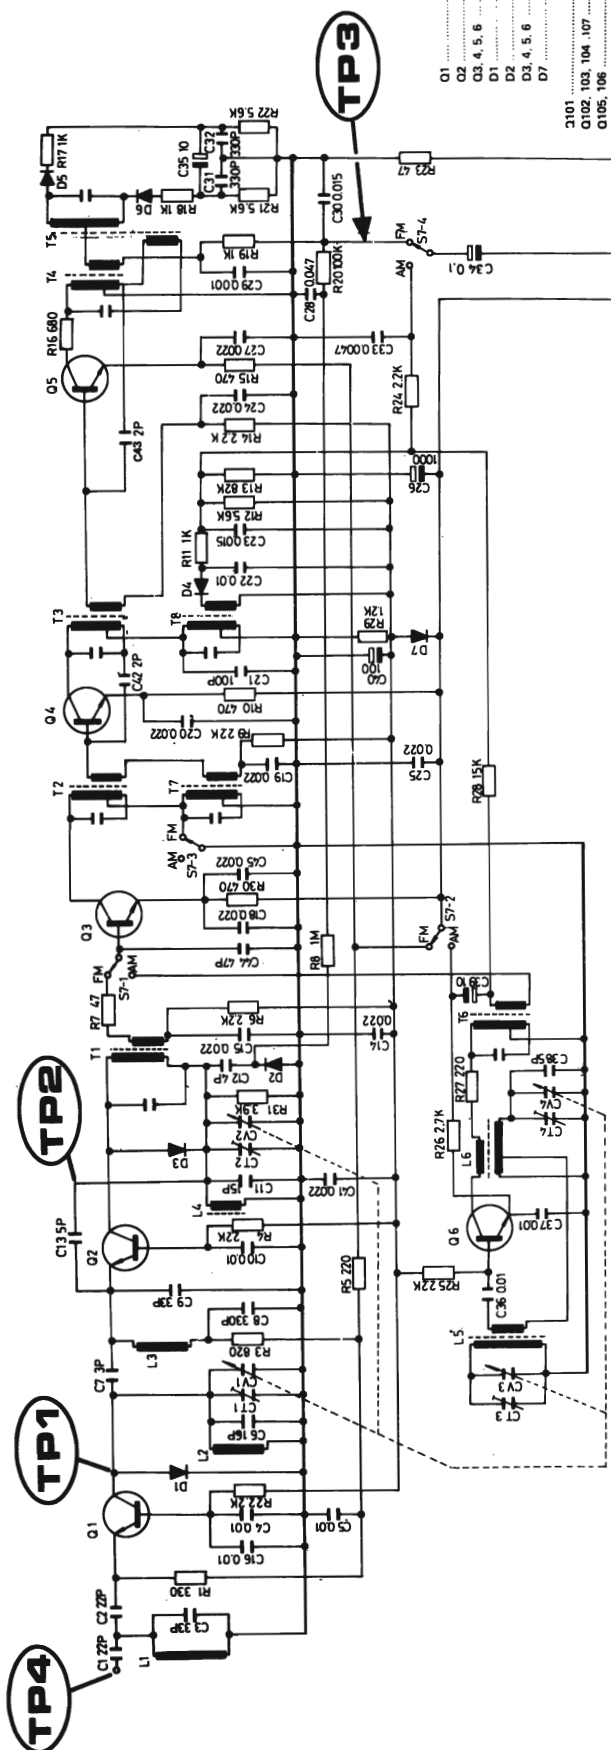 TP4
C1 22P
C2 22P
L1
C3 33P
R1 330
Q1
TP1
C16 0.01
C4 0.01
R2 2.2K
C5 0.01
D1
L2
C6 16P
CT1
CV1
C7 3P
L3
R3 820
C8 330P
C9 33P
Q2
C13 5P
TP2
C10 0.01
R4
22K
R5 220
L4
C11 15P
C41 0.022
CT2
CV2
R31 3.9K
D3
C12 4P
D2
T1
C15 0.022
R6 2.2K
C14
0.022
R7 47
FM
S7-1
AM
Q3
C44 47P
C18 0.022
R30 470
C45 0.022
R8 1M
AM
FM
S7-3
T2
T7
C19 0.022
R9 2.2K
C20 0.022
Q4
R10 470
C42 2P
C21
100P
T3
T8
C40
100
R29
1.2K
D7
C25
0.022
D4
R11 1K
C22 0.01
C23 0.015
R12 5.6K
R13 82K
R14 2.2K
C24 0.022
C26
1000
Q5
C43 2P
R15 470
C27 0.022
R16 680
T4
T5
C29 0.001
R19 1K
C28 0.047
R20 100K
C30 0.015
C33 0.0047
R24 2.2K
AM
FM
S7-4
C34 0.1
R23 47
TP3
D5
R17 1K
D6
R18 1K
C35 10
C31
330P
C32
330P
R21 5.6K
R22 5.6K
CT3
CV3
L5
C36 0.01
R25 22K
Q6
C37 0.01
R26 2.7K
L6
R27 220
CT4
CV4
C38 5P
T6
C39 10
FM
AM
S7-2
R28 15K
Q1
Q2
Q3, 4, 5, 6
D1
D2
D3, 4, 5, 6
D7
Q101
Q102, 103, 104, 107
Q105, 106